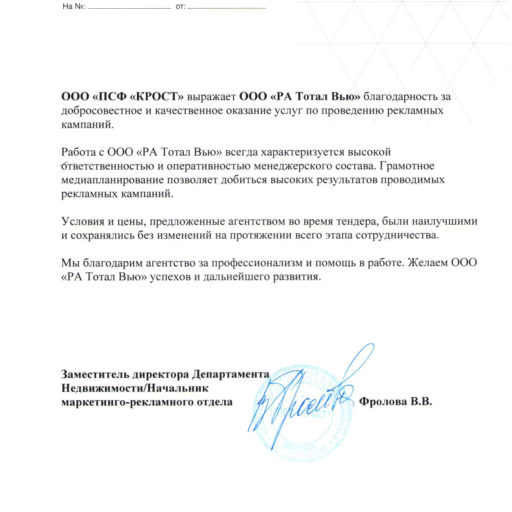 На №: от:
ООО «ПСФ «КРОСТ» выражает ООО «РА Тотал Вью» благодарность за
добросовестное и качественное оказание услуг по проведению рекламных
кампаний.
Работа с ООО «РА Тотал Вью» всегда характеризуется высокой
ответственностью и оперативностью менеджерского состава. Грамотное
медиапланирование позволяет добиться высоких результатов проводимых
рекламных кампаний.
Условия и цены, предложенные агентством во время тендера, были наилучшими
и сохранялись без изменений на протяжении всего этапа сотрудничества.
Мы благодарим агентство за профессионализм и помощь в работе. Желаем ООО
«РА Тотал Вью» успехов и дальнейшего развития.
Заместитель директора Департамента
Недвижимости/Начальник
маркетинго-рекламного отдела Фролова В.В.